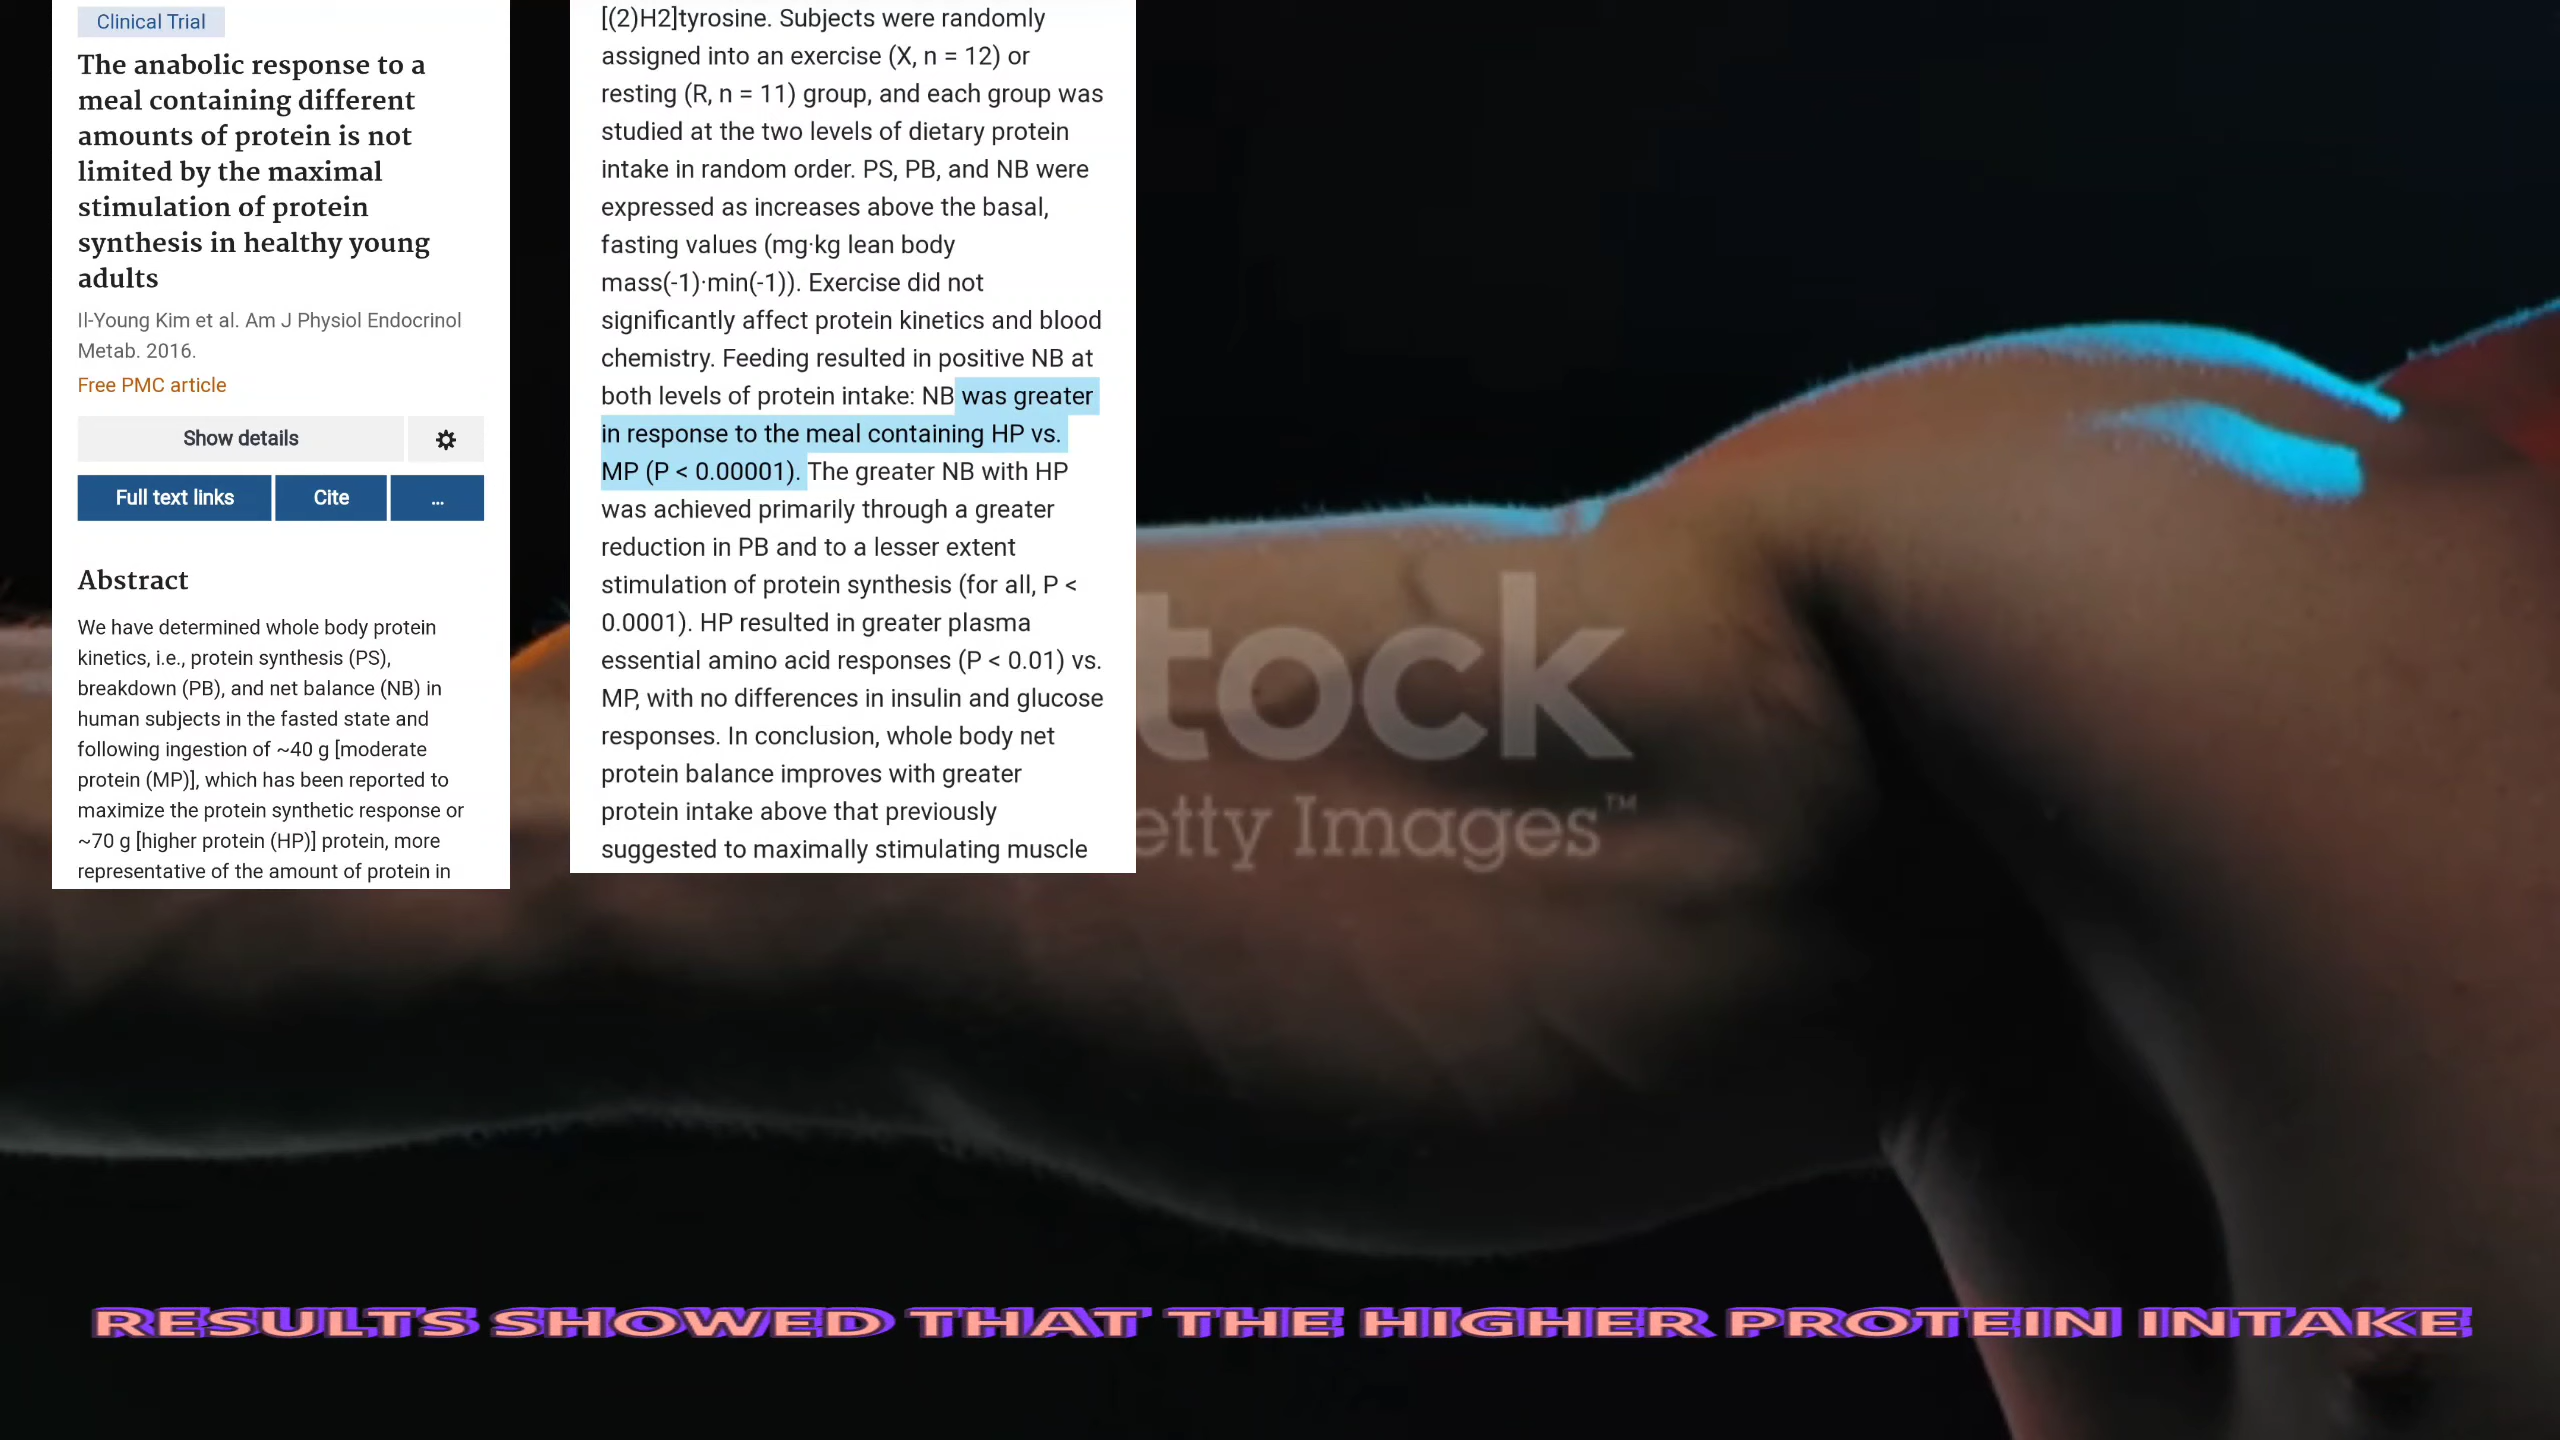 Clinical Trial
The anabolic response to a
meal containing different
amounts of protein is not
limited by the maximal
stimulation of protein
synthesis in healthy young
adults
Il-Young Kim et al. Am J Physiol Endocrinol
Metab. 2016.
Free PMC article
Show details
Full text links
Cite
...
Abstract
We have determined whole body protein
kinetics, i.e., protein synthesis (PS),
breakdown (PB), and net balance (NB) in
human subjects in the fasted state and
following ingestion of ~40 g [moderate
protein (MP)], which has been reported to
maximize the protein synthetic response or
~70 g [higher protein (HP)] protein, more
representative of the amount of protein in
[(2)H2]tyrosine. Subjects were randomly
assigned into an exercise (X, n = 12) or
resting (R, n = 11) group, and each group was
studied at the two levels of dietary protein
intake in random order. PS, PB, and NB were
expressed as increases above the basal,
fasting values (mg·kg lean body
mass(-1)·min(-1)). Exercise did not
significantly affect protein kinetics and blood
chemistry. Feeding resulted in positive NB at
both levels of protein intake: NB was greater
in response to the meal containing HP vs.
MP (P < 0.00001). The greater NB with HP
was achieved primarily through a greater
reduction in PB and to a lesser extent
stimulation of protein synthesis (for all, P <
0.0001). HP resulted in greater plasma
essential amino acid responses (P < 0.01) vs.
MP, with no differences in insulin and glucose
responses. In conclusion, whole body net
protein balance improves with greater
protein intake above that previously
suggested to maximally stimulating muscle
tock
etty Images™
RESULTS SHOWED THAT THE HIGHER PROTEIN INTAKE